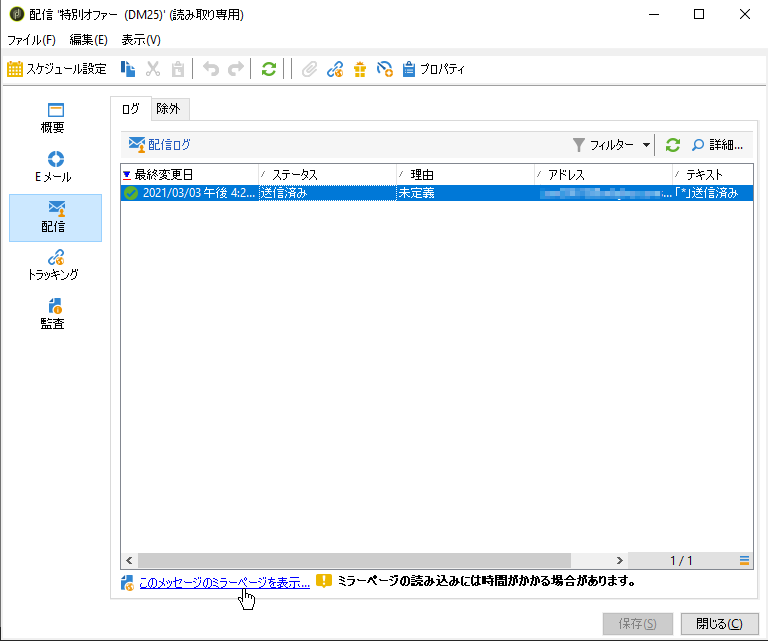 配信 '特別オファー (DM25)' (読み取り専用)
ファイル(F) 編集(E) 表示(V)
スケジュール設定 プロパティ
概要
Eメール
配信
トラッキング
監査
ログ 除外
配信ログ フィルター 詳細...
最終変更日 ステータス 理由 アドレス テキスト
2021/03/03 午後 4:2... 送信済み 未定義 ... 「*」送信済み
1 / 1
このメッセージのミラーページを表示... ミラーページの読み込みには時間がかかる場合があります。
保存(S) 閉じる(C)